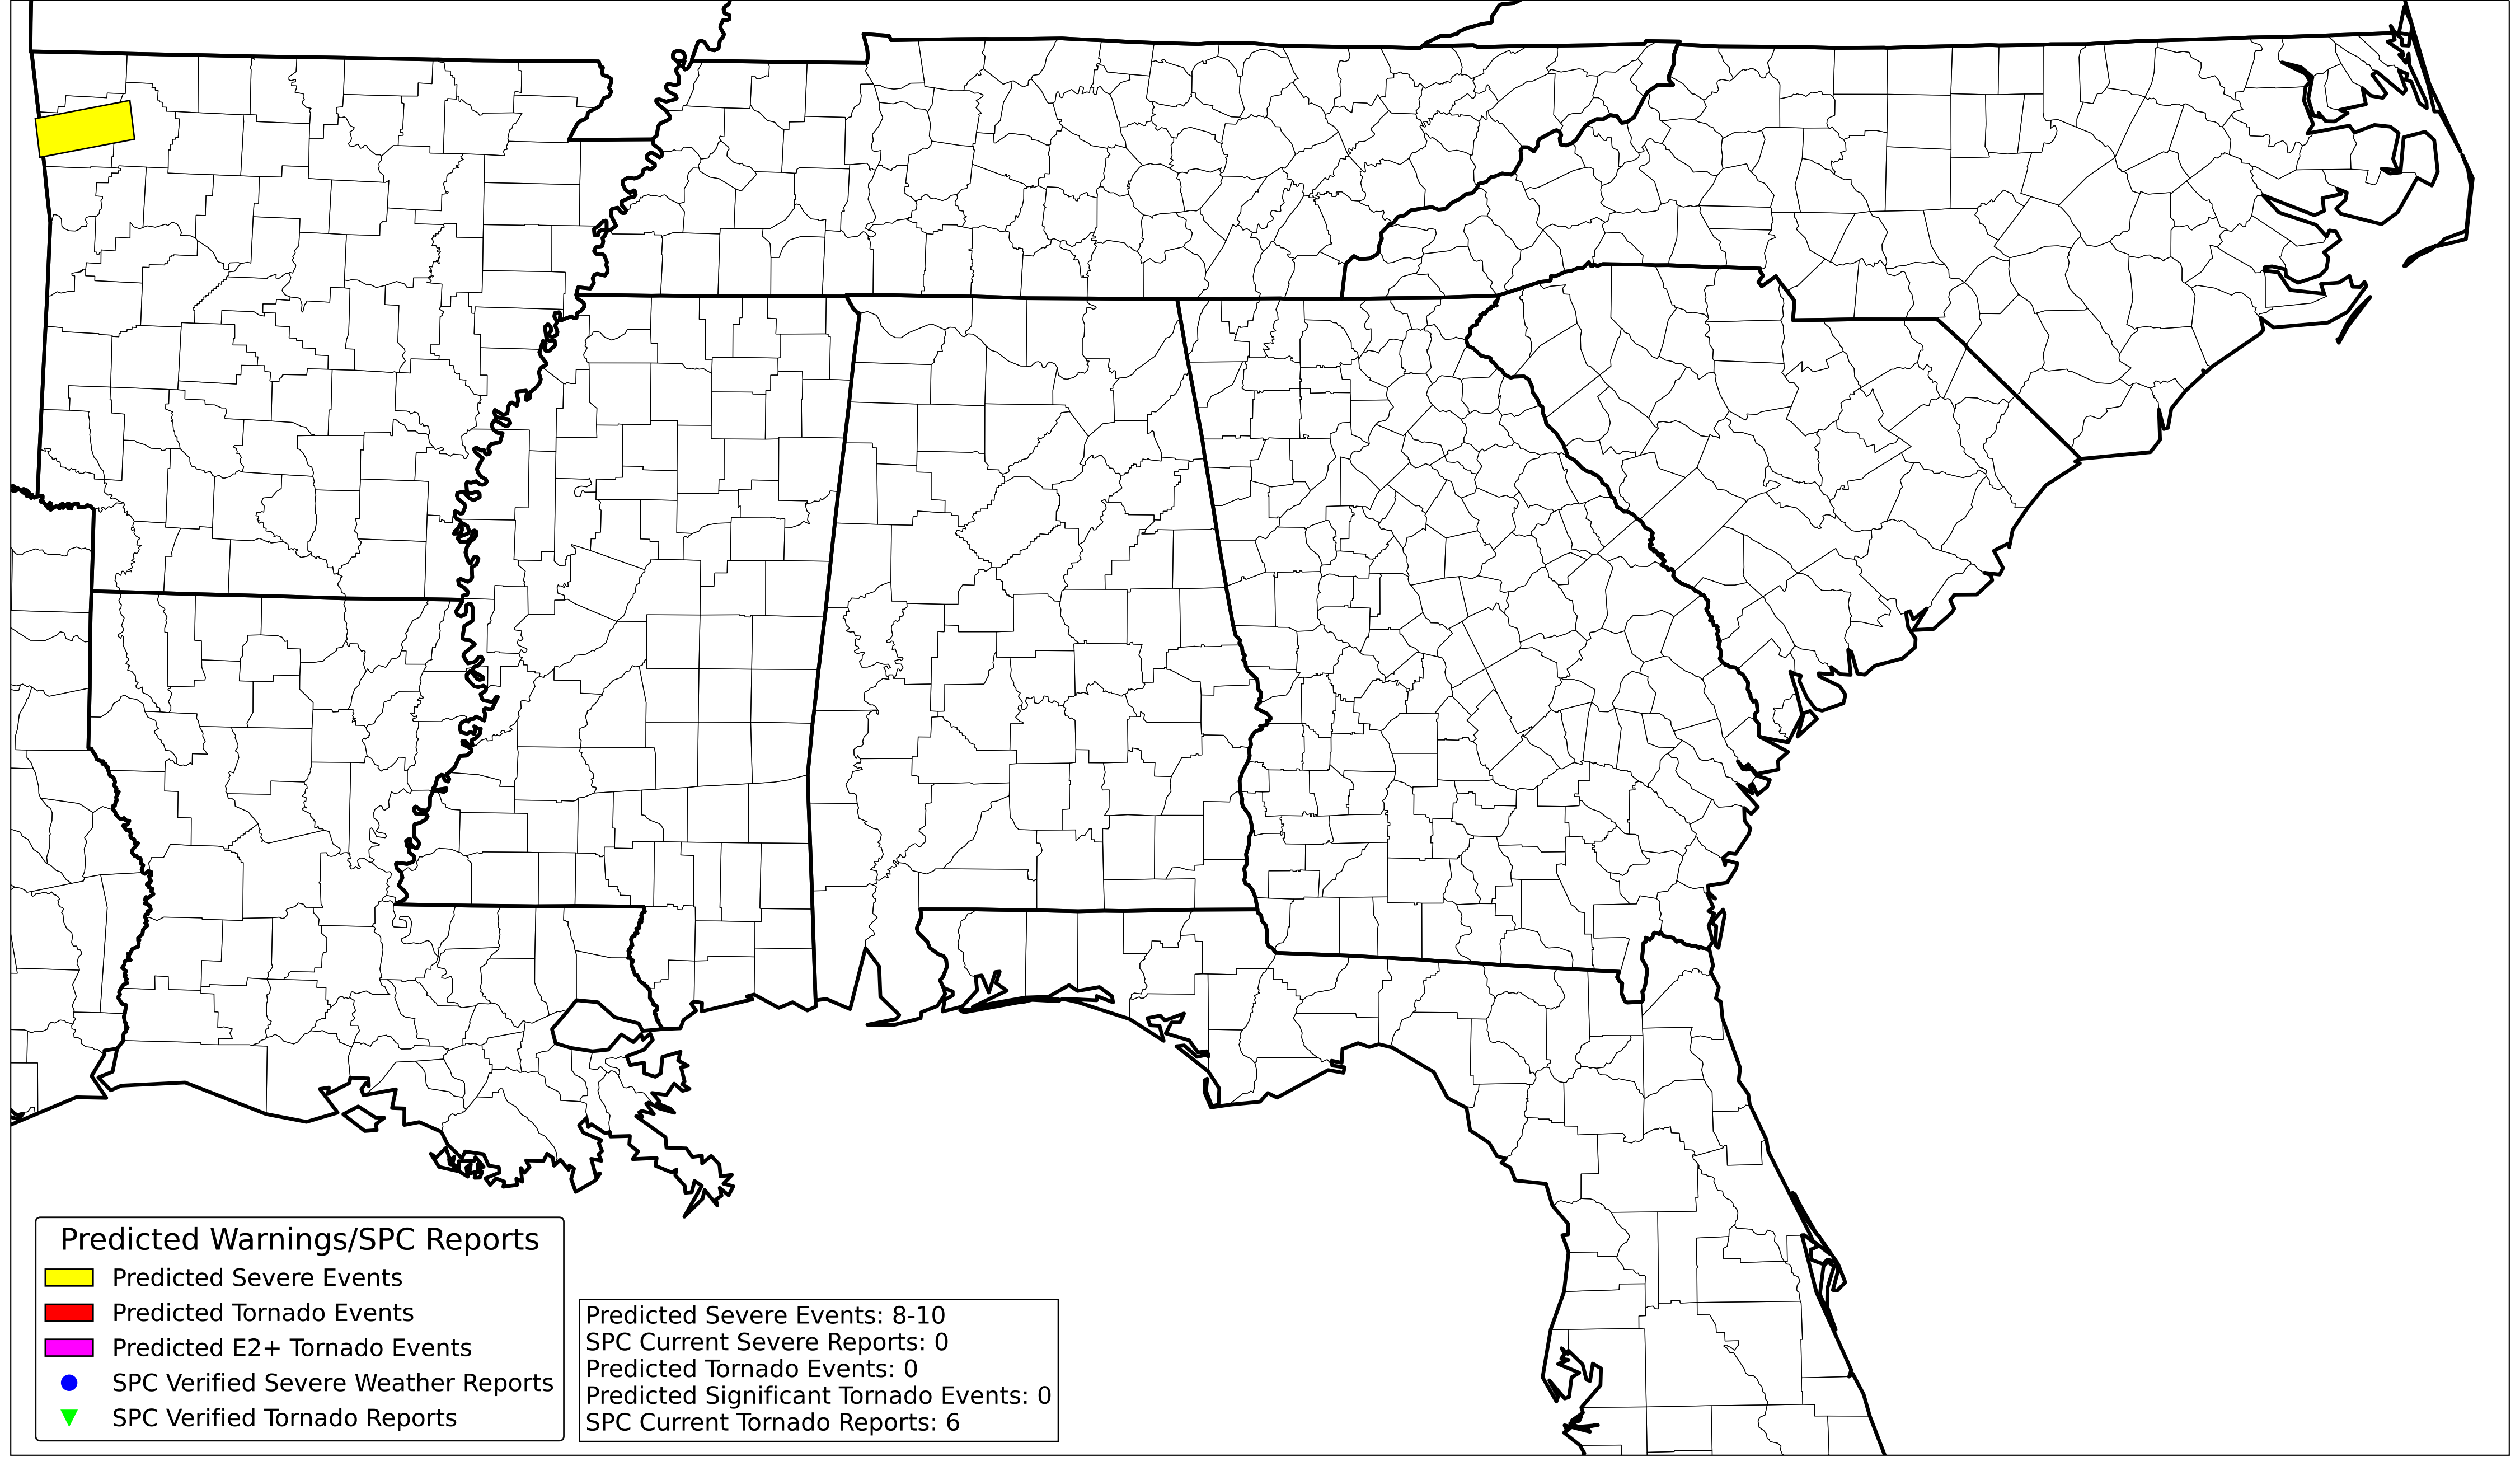 Predicted Warnings/SPC Reports
Predicted Severe Events
Predicted Tornado Events
Predicted E2+ Tornado Events
SPC Verified Severe Weather Reports
SPC Verified Tornado Reports
Predicted Severe Events: 8-10
SPC Current Severe Reports: 0
Predicted Tornado Events: 0
Predicted Significant Tornado Events: 0
SPC Current Tornado Reports: 6